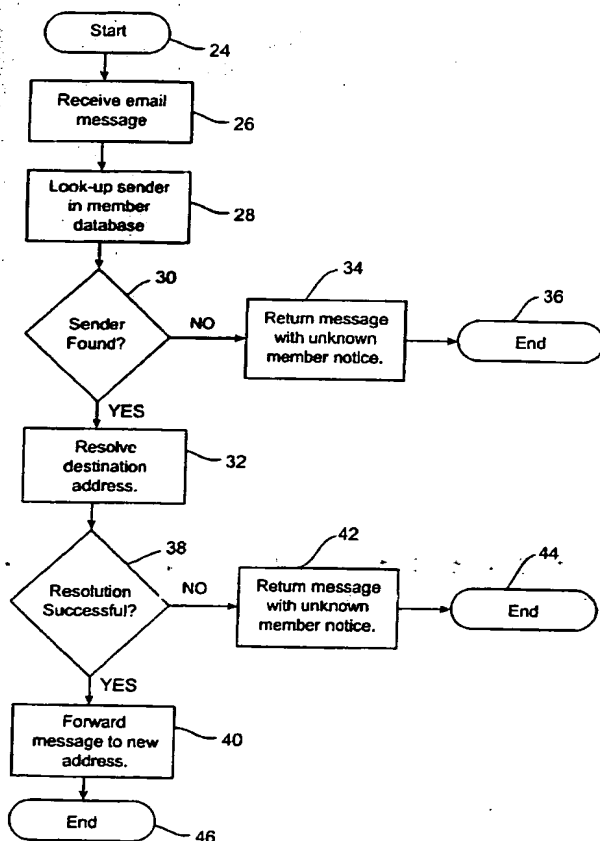 Start
24
Receive email
message
26
Look-up sender
in member
database
28
30
Sender
Found?
NO
34
Return message
with unknown
member notice.
36
End
YES
Resolve
destination
address.
32
38
Resolution
Successful?
NO
42
Return message
with unknown
member notice.
44
End
YES
Forward
message to new
address.
40
End
46